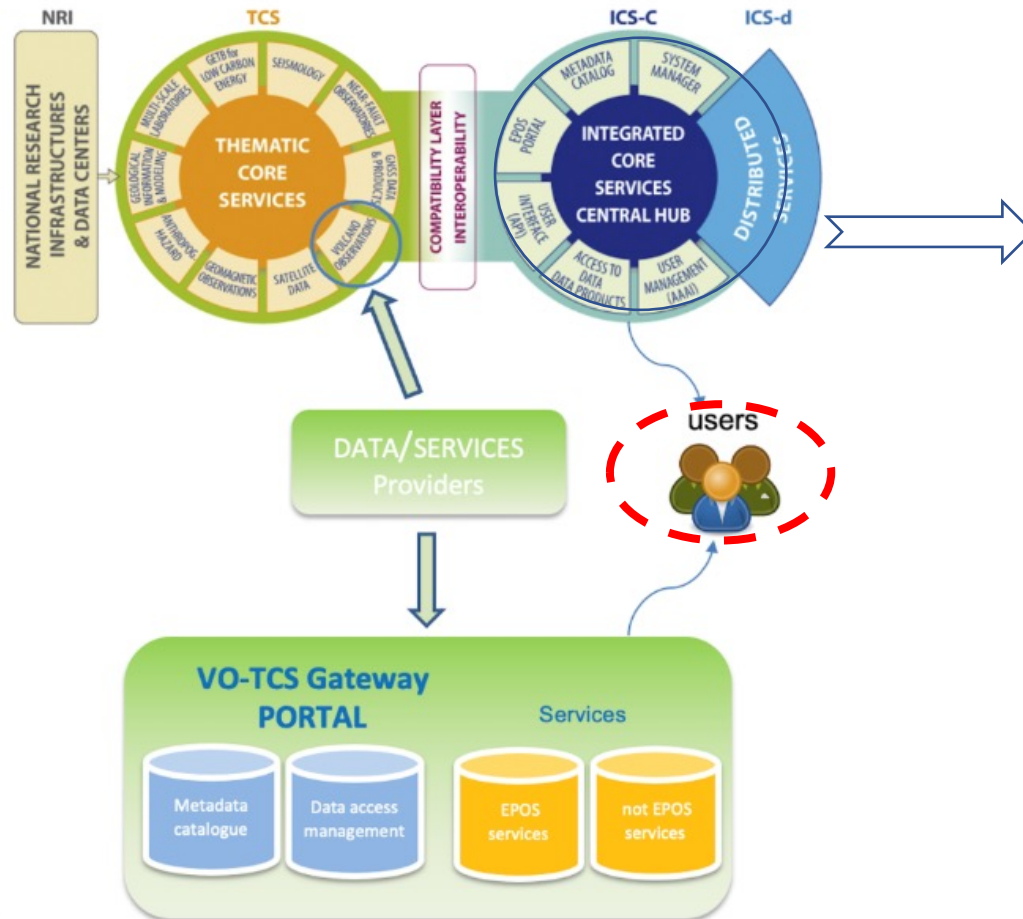 NRI
TCS
ICS-C
ICS-d
NATIONAL RESEARCH
INFRASTRUCTURES
& DATA CENTERS
THEMATIC
CORE
SERVICES
SEISMOLOGY
NEAR-FAULT
OBSERVATORIES
GNSS DATA
& PRODUCTS
VOLCANO
OBSERVATIONS
SATELLITE
DATA
GEOMAGNETIC
OBSERVATIONS
ANTHROPOG.
HAZARD
GEOLOGICAL
INFORMATION
& MODELING
MULTI-SCALE
LABORATORIES
GETB for
LOW CARBON
ENERGY
COMPATIBILITY LAYER
INTEROPERABILITY
INTEGRATED
CORE
SERVICES
CENTRAL HUB
METADATA
CATALOG
SYSTEM
MANAGER
EPOS
PORTAL
USER
INTERFACE
(API)
ACCESS TO
DATA
DATA PRODUCTS
USER
MANAGEMENT
(AAAI)
DISTRIBUTED
SERVICES
DATA/SERVICES
Providers
users
VO-TCS Gateway
PORTAL
Services
Metadata
catalogue
Data access
management
EPOS
services
not EPOS
services